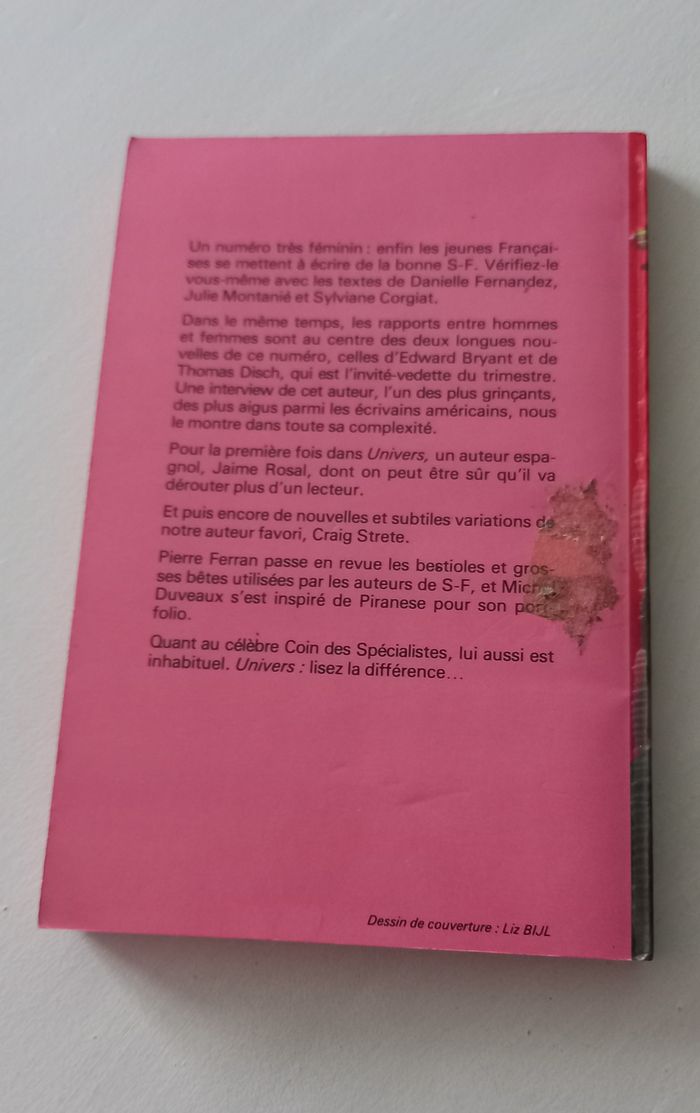 Un numéro très féminin : enfin les jeunes Françai-
ses se mettent à écrire de la bonne S-F. Vérifiez-le
vous-même avec les textes de Danielle Fernandez,
Julie Montanié et Sylviane Corgiat.
Dans le même temps, les rapports entre hommes
et femmes sont au centre des deux longues nou-
velles de ce numéro, celles d'Edward Bryant et de
Thomas Disch, qui est l'invité-vedette du trimestre.
Une interview de cet auteur, l'un des plus grinçants,
des plus aigus parmi les écrivains américains, nous
le montre dans toute sa complexité.
Pour la première fois dans Univers, un auteur espa-
gnol, Jaime Rosal, dont on peut être sûr qu'il va
dérouter plus d'un lecteur.
Et puis encore de nouvelles et subtiles variations de
notre auteur favori, Craig Strete.
Pierre Ferran passe en revue les bestioles et gros-
ses bêtes utilisées par les auteurs de S-F, et Michel
Duveaux s'est inspiré de Piranese pour son port-
folio.
Quant au célèbre Coin des Spécialistes, lui aussi est
inhabituel. Univers : lisez la différence...
Dessin de couverture : Liz BIJL